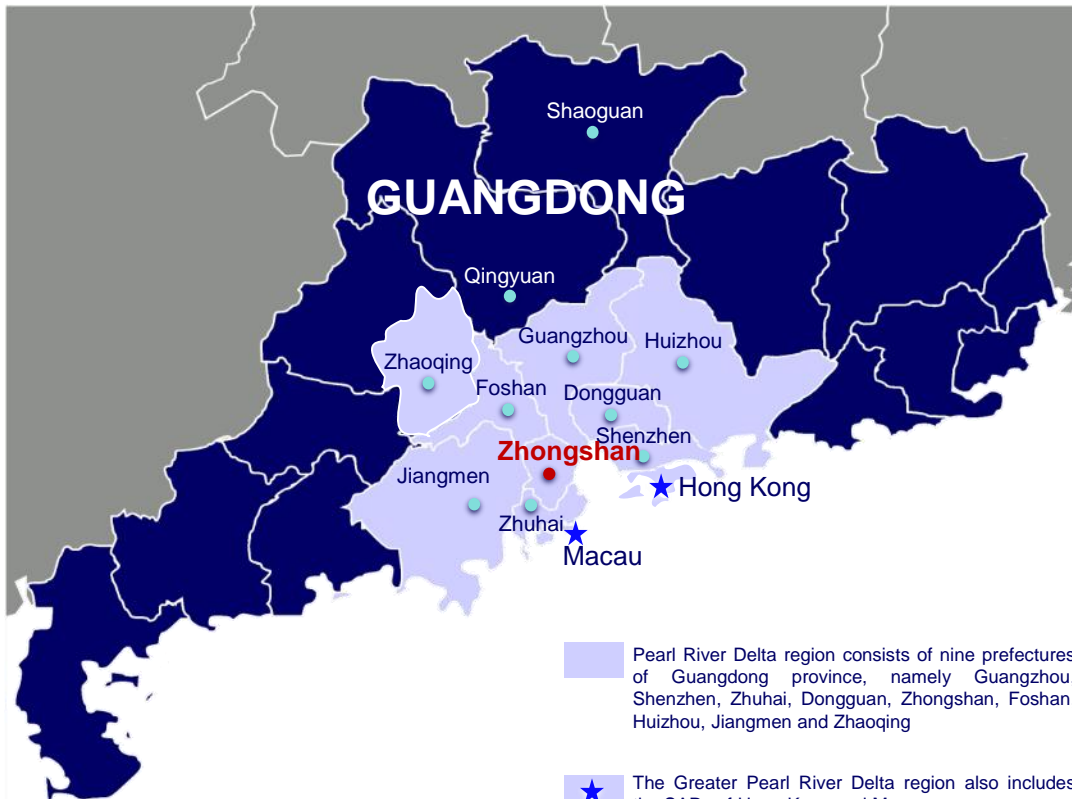 Shaoguan
GUANGDONG
Qingyuan
Guangzhou
Huizhou
Zhaoqing
Foshan
Dongguan
Shenzhen
Zhongshan
Jiangmen
Hong Kong
Zhuhai
Macau
Pearl River Delta region consists of nine prefectures
of Guangdong province, namely Guangzhou,
Shenzhen, Zhuhai, Dongguan, Zhongshan, Foshan
Huizhou, Jiangmen and Zhaoqing
The Greater Pearl River Delta region also includes